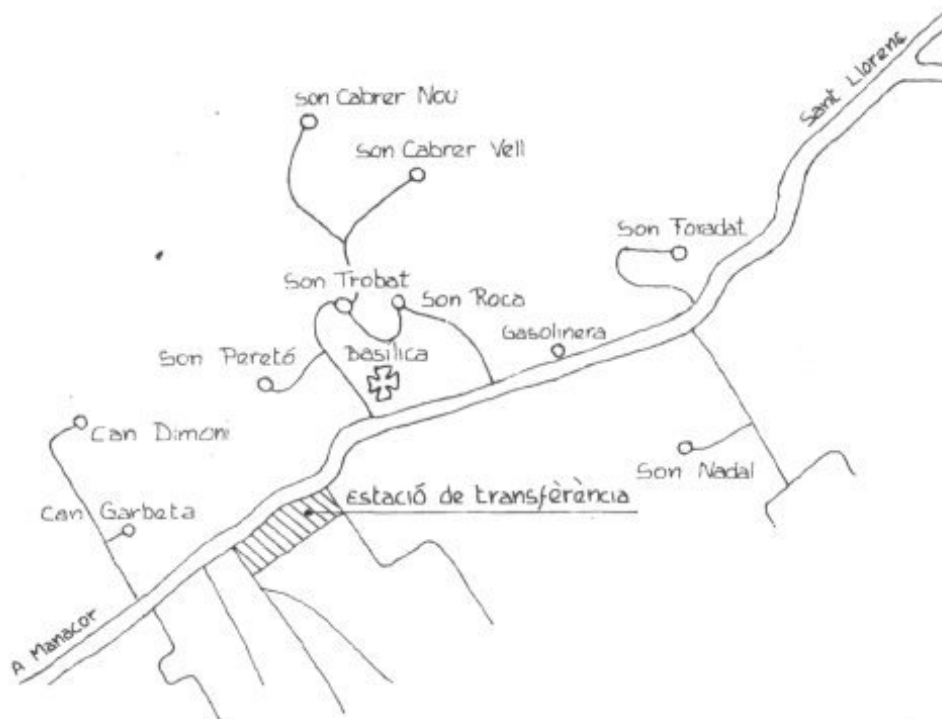 Sant Llorenç
Son Cabrer Nou
Son Cabrer Vell
Son Foradat
Son Trobat
Son Roca
Gasolinera
Son Peretó
Basílica
Can Dimoni
Son Nadal
Estació de transfèrència
Can Garbeta
A Manacor